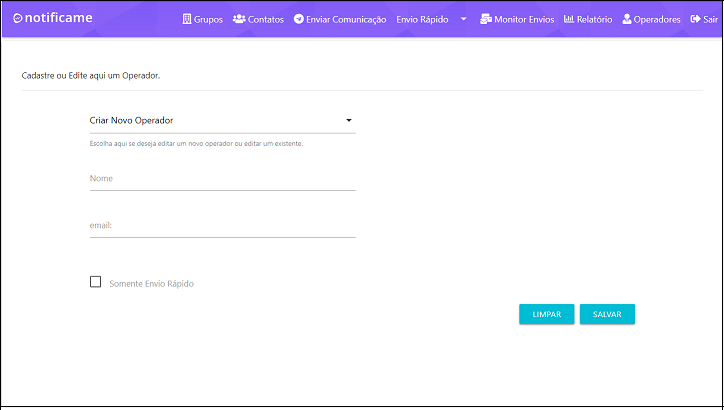 notificame Grupos Contatos Enviar Comunicação Envio Rápido Monitor Envios Relatório Operadores Sair
Cadastre ou Edite aqui um Operador.
Criar Novo Operador
Escolha aqui se deseja editar um novo operador ou editar um existente.
Nome
email:
Somente Envio Rápido
LIMPAR SALVAR